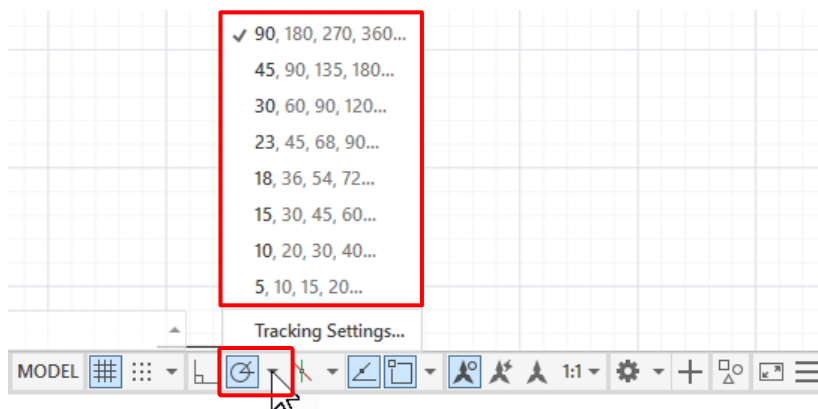 90, 180, 270, 360...
45, 90, 135, 180...
30, 60, 90, 120...
23, 45, 68, 90...
18, 36, 54, 72...
15, 30, 45, 60...
10, 20, 30, 40...
5, 10, 15, 20...
Tracking Settings...
MODEL 1:1